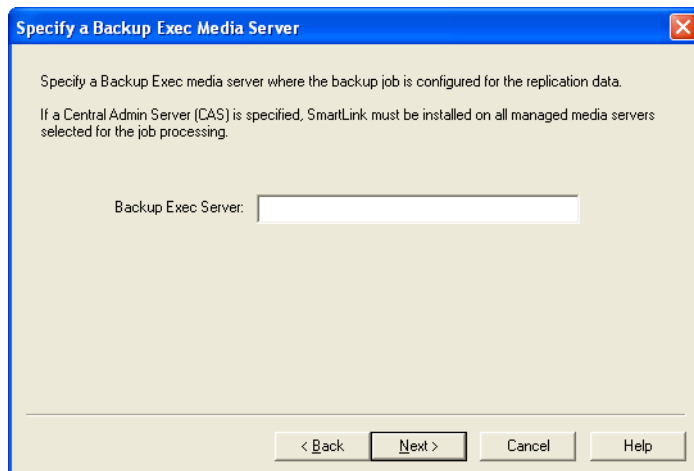 Specify a Backup Exec Media Server
Specify a Backup Exec media server where the backup job is configured for the replication data.
If a Central Admin Server (CAS) is specified, SmartLink must be installed on all managed media servers
selected for the job processing.
Backup Exec Server:
< Back Next > Cancel Help